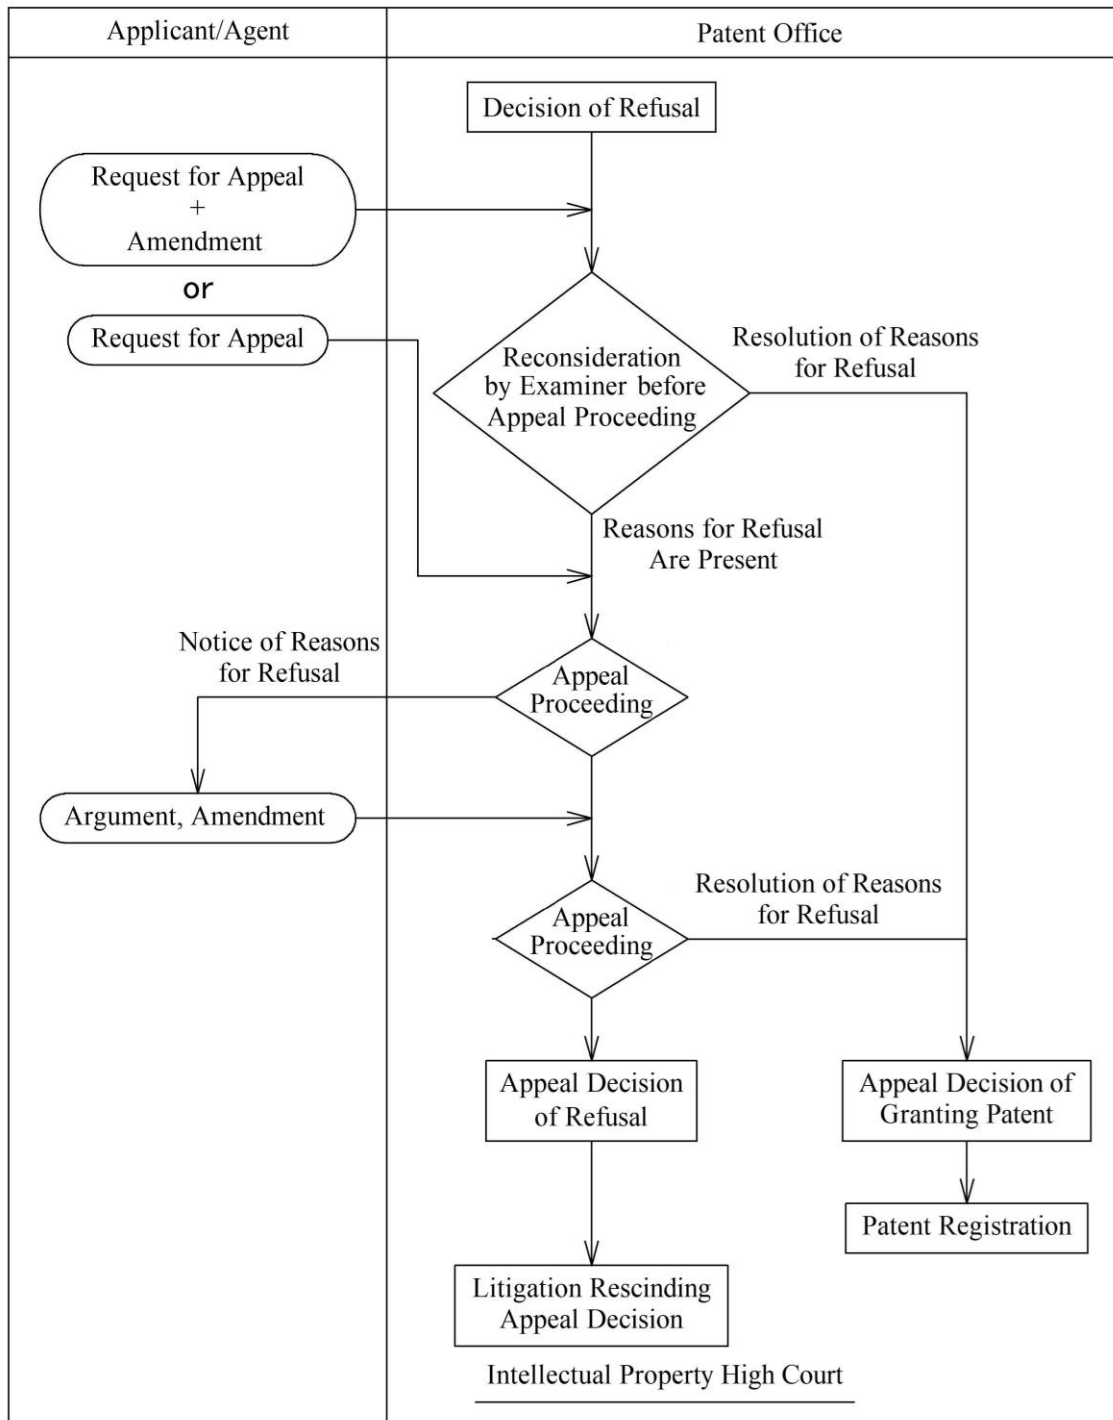 Applicant/Agent
Patent Office
Decision of Refusal
Request for Appeal
+
Amendment
or
Request for Appeal
Reconsideration
by Examiner before
Appeal Proceeding
Resolution of Reasons
for Refusal
Reasons for Refusal
Are Present
Notice of Reasons
for Refusal
Appeal
Proceeding
Argument, Amendment
Appeal
Proceeding
Resolution of Reasons
for Refusal
Appeal Decision
of Refusal
Appeal Decision of
Granting Patent
Patent Registration
Litigation Rescinding
Appeal Decision
Intellectual Property High Court